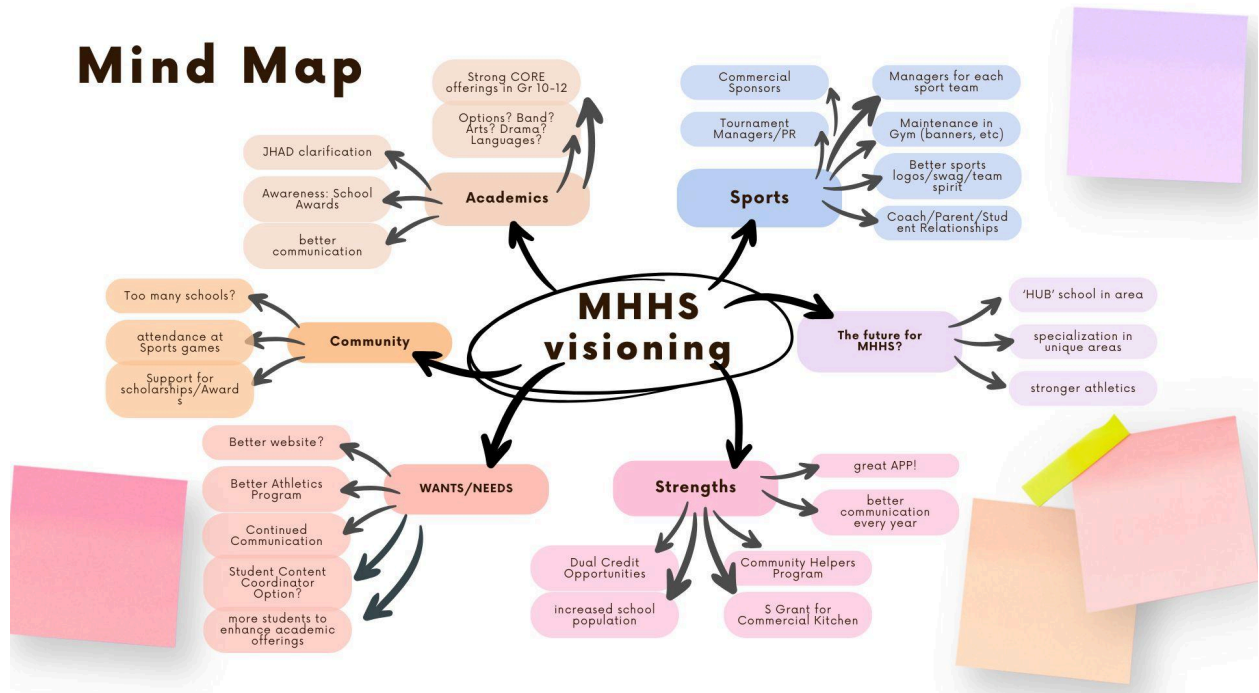 Mind Map
Strong CORE
offerings in Gr 10-12
Options? Band?
Arts? Drama?
Languages?
JHAD clarification
Awareness: School
Awards
better
communication
Academics
Commercial
Sponsors
Tournament
Managers/PR
Managers for each
sport team
Maintenance in
Gym (banners, etc)
Better sports
logos/swag/team
spirit
Coach/Parent/Stud
ent Relationships
Sports
MHHS
visioning
Too many schools?
attendance at
Sports games
Support for
scholarships/Award
s
Community
The future for
MHHS?
'HUB' school in area
specialization in
unique areas
stronger athletics
Better website?
Better Athletics
Program
Continued
Communication
Student Content
Coordinator
Option?
more students to
enhance academic
offerings
WANTS/NEEDS
Strengths
great APP!
better
communication
every year
Dual Credit
Opportunities
increased school
population
Community Helpers
Program
S Grant for
Commercial Kitchen